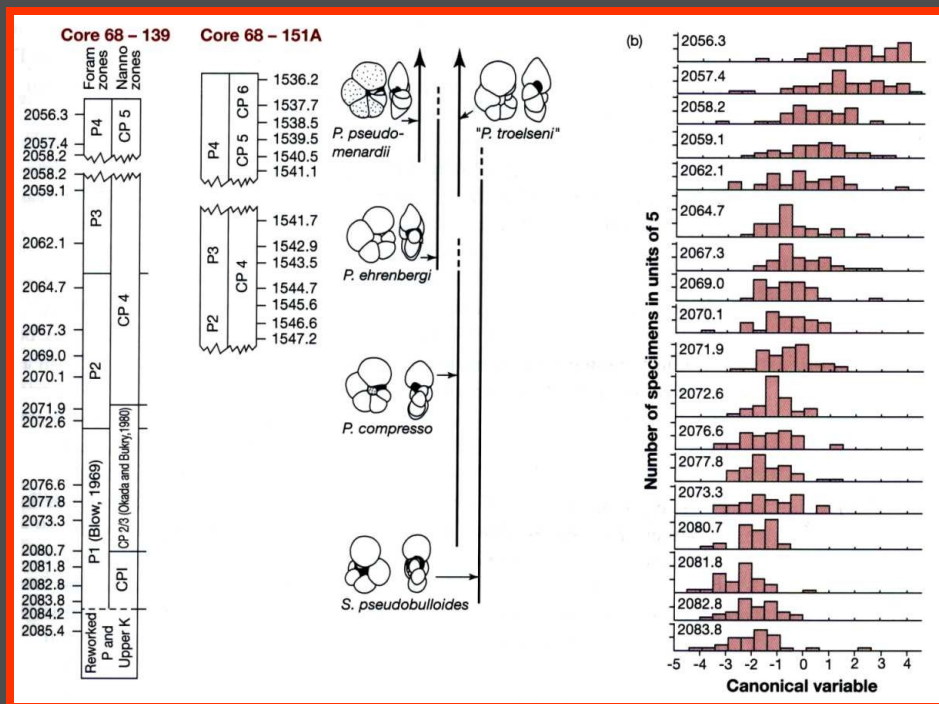 Core 68 – 139
Foram
zones
Nanno
zones
2056.3
2057.4
2058.2
2058.2
2059.1
2062.1
2064.7
2067.3
2069.0
2070.1
2071.9
2072.6
2076.6
2077.8
2073.3
2080.7
2081.8
2082.8
2083.8
2084.2
2085.4
P4
CP 5
P3
CP 4
P2
P1 (Blow, 1969)
CP 2/3 (Okada and Bukry, 1980)
CPI
Reworked
P and
Upper K
Core 68 – 151A
P4
CP 6
CP 5
P3
CP 4
P2
1536.2
1537.7
1538.5
1539.5
1540.5
1541.1
1541.7
1542.9
1543.5
1544.7
1545.6
1546.6
1547.2
P. pseudo-
menardii
"P. troelseni"
P. ehrenbergi
P. compresso
S. pseudobulloides
(b)
Number of specimens in units of 5
2056.3
2057.4
2058.2
2059.1
2062.1
2064.7
2067.3
2069.0
2070.1
2071.9
2072.6
2076.6
2077.8
2073.3
2080.7
2081.8
2082.8
2083.8
-5 -4 -3 -2 -1 0 1 2 3 4
Canonical variable